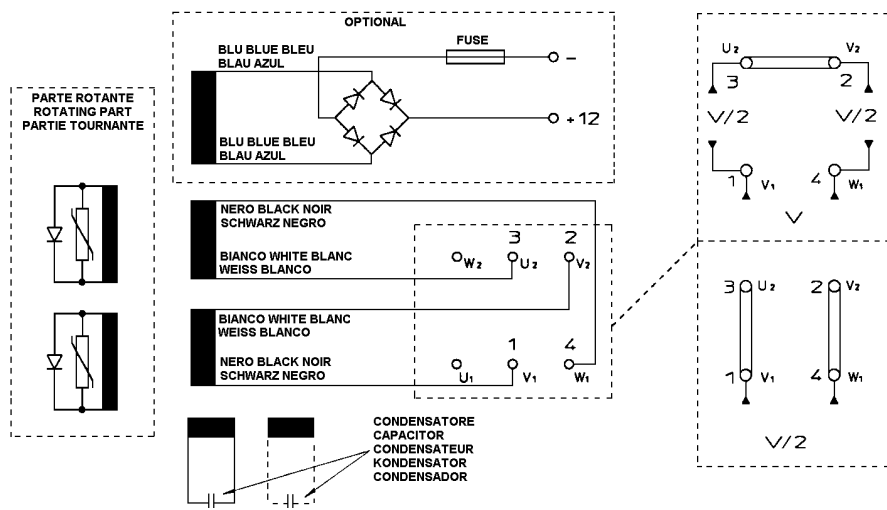 OPTIONAL
BLU BLUE BLEU
BLAU AZUL
FUSE
-
+12
BLU BLUE BLEU
BLAU AZUL
PARTE ROTANTE
ROTATING PART
PARTIE TOURNANTE
NERO BLACK NOIR
SCHWARZ NEGRO
BIANCO WHITE BLANC
WEISS BLANCO
3 2
W2 U2 V2
BIANCO WHITE BLANC
WEISS BLANCO
1 4
NERO BLACK NOIR
SCHWARZ NEGRO
U1 V1 W1
CONDENSATORE
CAPACITOR
CONDENSATEUR
KONDENSATOR
CONDENSADOR
U2 V2
3 2
V/2 V/2
1 V1 4 W1
V
3 U2 2 V2
1 V1 4 W1
V/2